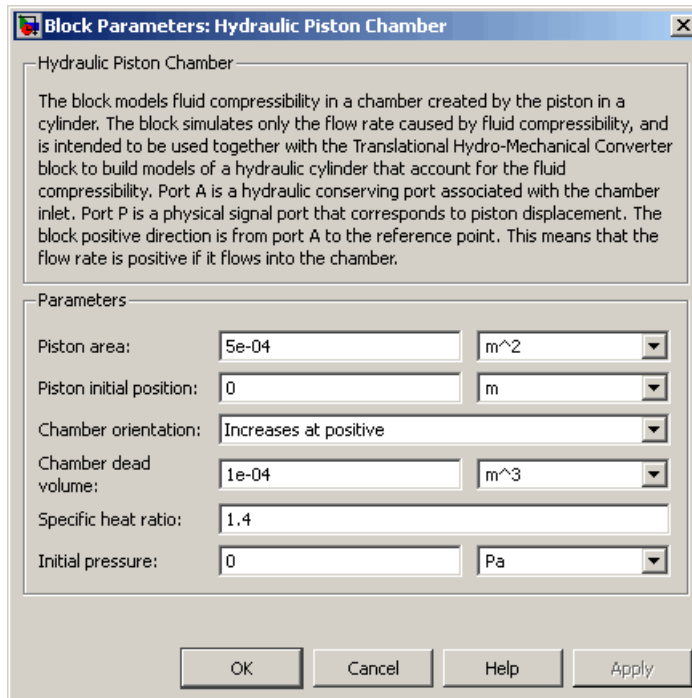 Block Parameters: Hydraulic Piston Chamber
Hydraulic Piston Chamber
The block models fluid compressibility in a chamber created by the piston in a
cylinder. The block simulates only the flow rate caused by fluid compressibility, and
is intended to be used together with the Translational Hydro-Mechanical Converter
block to build models of a hydraulic cylinder that account for the fluid
compressibility. Port A is a hydraulic conserving port associated with the chamber
inlet. Port P is a physical signal port that corresponds to piston displacement. The
block positive direction is from port A to the reference point. This means that the
flow rate is positive if it flows into the chamber.
Parameters
Piston area: 5e-04 m^2
Piston initial position: 0 m
Chamber orientation: Increases at positive
Chamber dead
volume: 1e-04 m^3
Specific heat ratio: 1.4
Initial pressure: 0 Pa
OK Cancel Help Apply